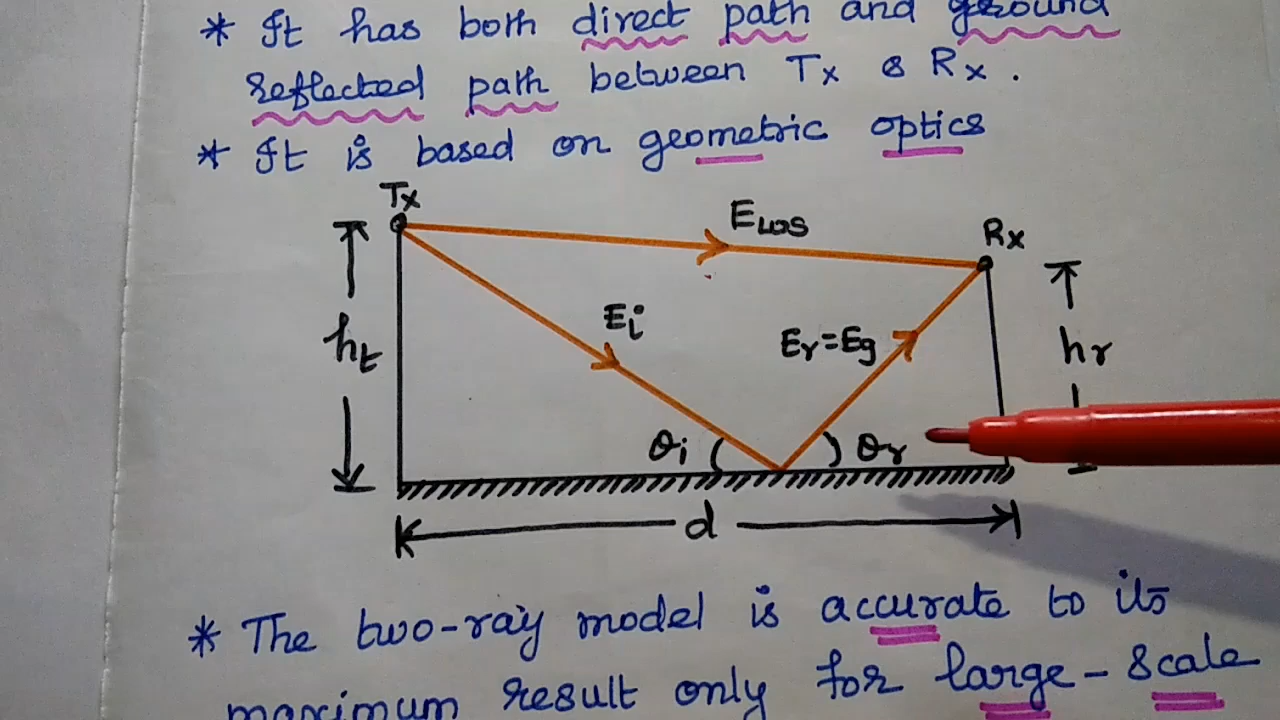 * It has both direct path and ground
reflected path between Tx & Rx.
* It is based on geometric optics
Tx
ELOS
Rx
Ei
ht
Er=Eg
hr
θi
θr
d
* The two-ray model is accurate to its
maximum result only for large-scale